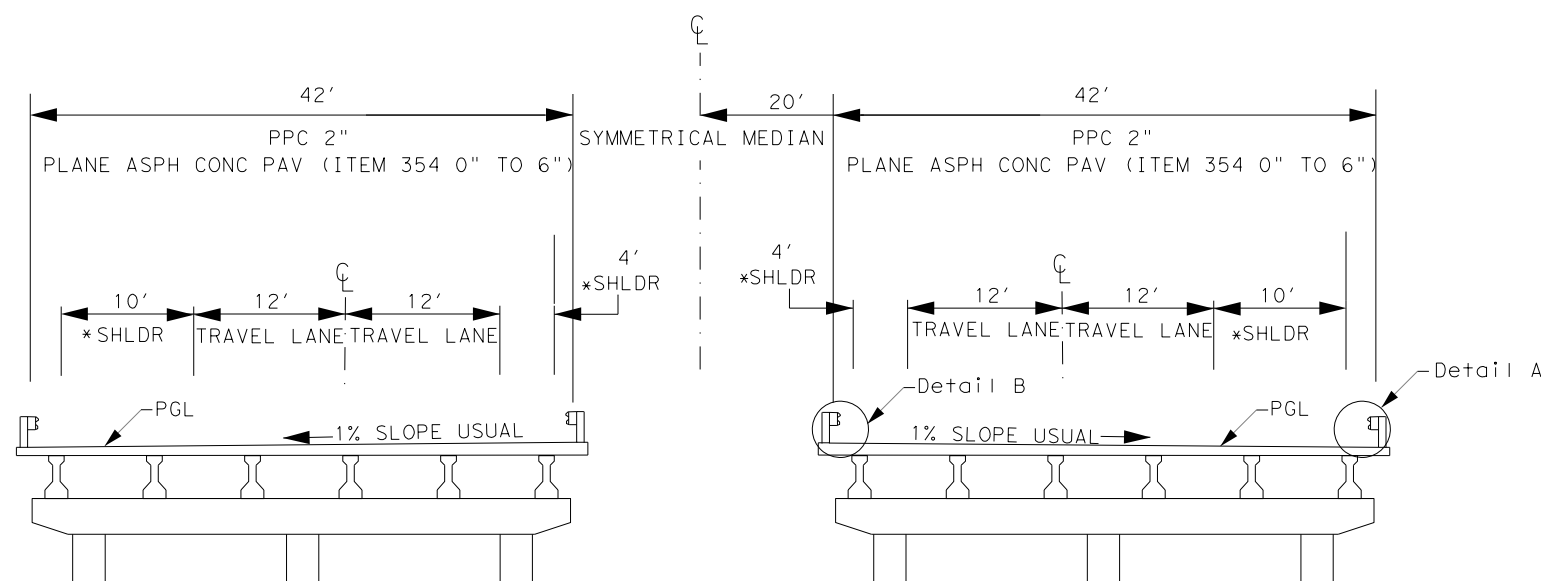 ℄
42'
20'
42'
PPC 2"
SYMMETRICAL MEDIAN
PPC 2"
PLANE ASPH CONC PAV (ITEM 354 0" TO 6")
PLANE ASPH CONC PAV (ITEM 354 0" TO 6")
4'
*SHLDR
4'
*SHLDR
℄
℄
10'
12'
12'
12'
12'
10'
*SHLDR
TRAVEL LANE
TRAVEL LANE
TRAVEL LANE
TRAVEL LANE
*SHLDR
Detail B
Detail A
PGL
1% SLOPE USUAL
1% SLOPE USUAL
PGL